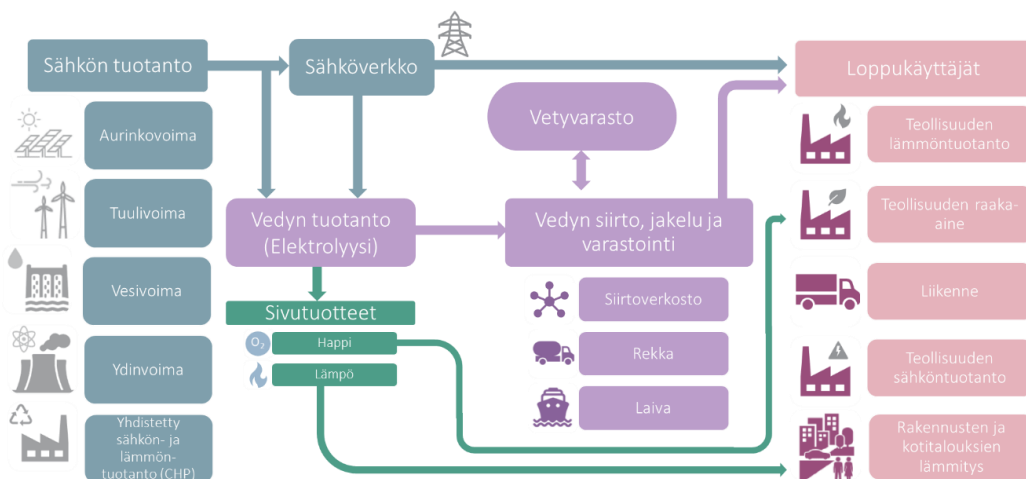 Sähkön tuotanto
Sähköverkko
Loppukäyttäjät
Aurinkovoima
Tuulivoima
Vesivoima
Ydinvoima
Yhdistetty
sähkön- ja
lämmön-
tuotanto (CHP)
Vetyvarasto
Vedyn tuotanto
(Elektrolyysi)
Vedyn siirto, jakelu ja
varastointi
Sivutuotteet
O₂
Happi
Lämpö
Siirtoverkosto
Rekka
Laiva
Teollisuuden
lämmöntuotanto
Teollisuuden raaka-
aine
Liikenne
Teollisuuden
sähköntuotanto
Rakennusten ja
kotitalouksien
lämmitys